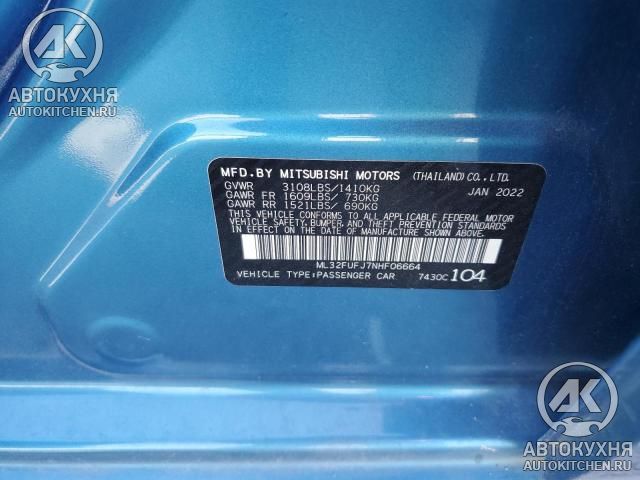 АК
АВТОКУХНЯ
AUTOKITCHEN.RU
MFD.BY MITSUBISHI MOTORS (THAILAND) CO.,LTD.
GVWR 3108LBS/1410KG JAN 2022
GAWR FR 1609LBS/ 730KG
GAWR RR 1521LBS/ 690KG
THIS VEHICLE CONFORMS TO ALL APPLICABLE FEDERAL MOTOR
VEHICLE SAFETY,BUMPER AND THEFT PREVENTION STANDARDS
IN EFFECT ON THE DATE OF MANUFACTURE SHOWN ABOVE.
ML32FUFJ7NHF06664
VEHICLE TYPE:PASSENGER CAR 7430C 104
АК
АВТОКУХНЯ
AUTOKITCHEN.RU